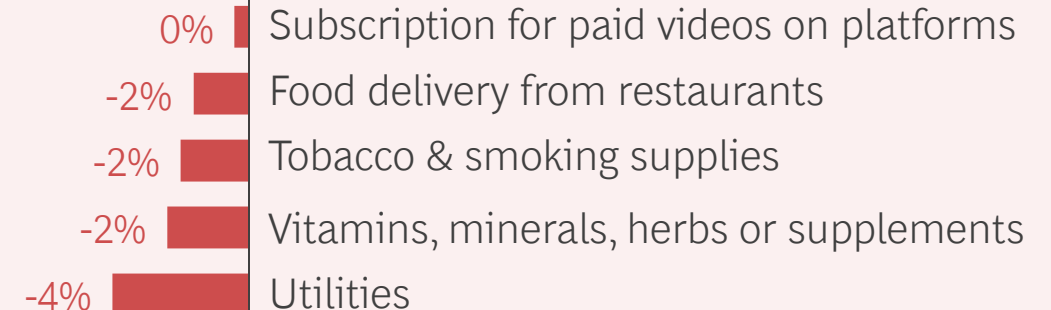 0% Subscription for paid videos on platforms
-2% Food delivery from restaurants
-2% Tobacco & smoking supplies
-2% Vitamins, minerals, herbs or supplements
-4% Utilities